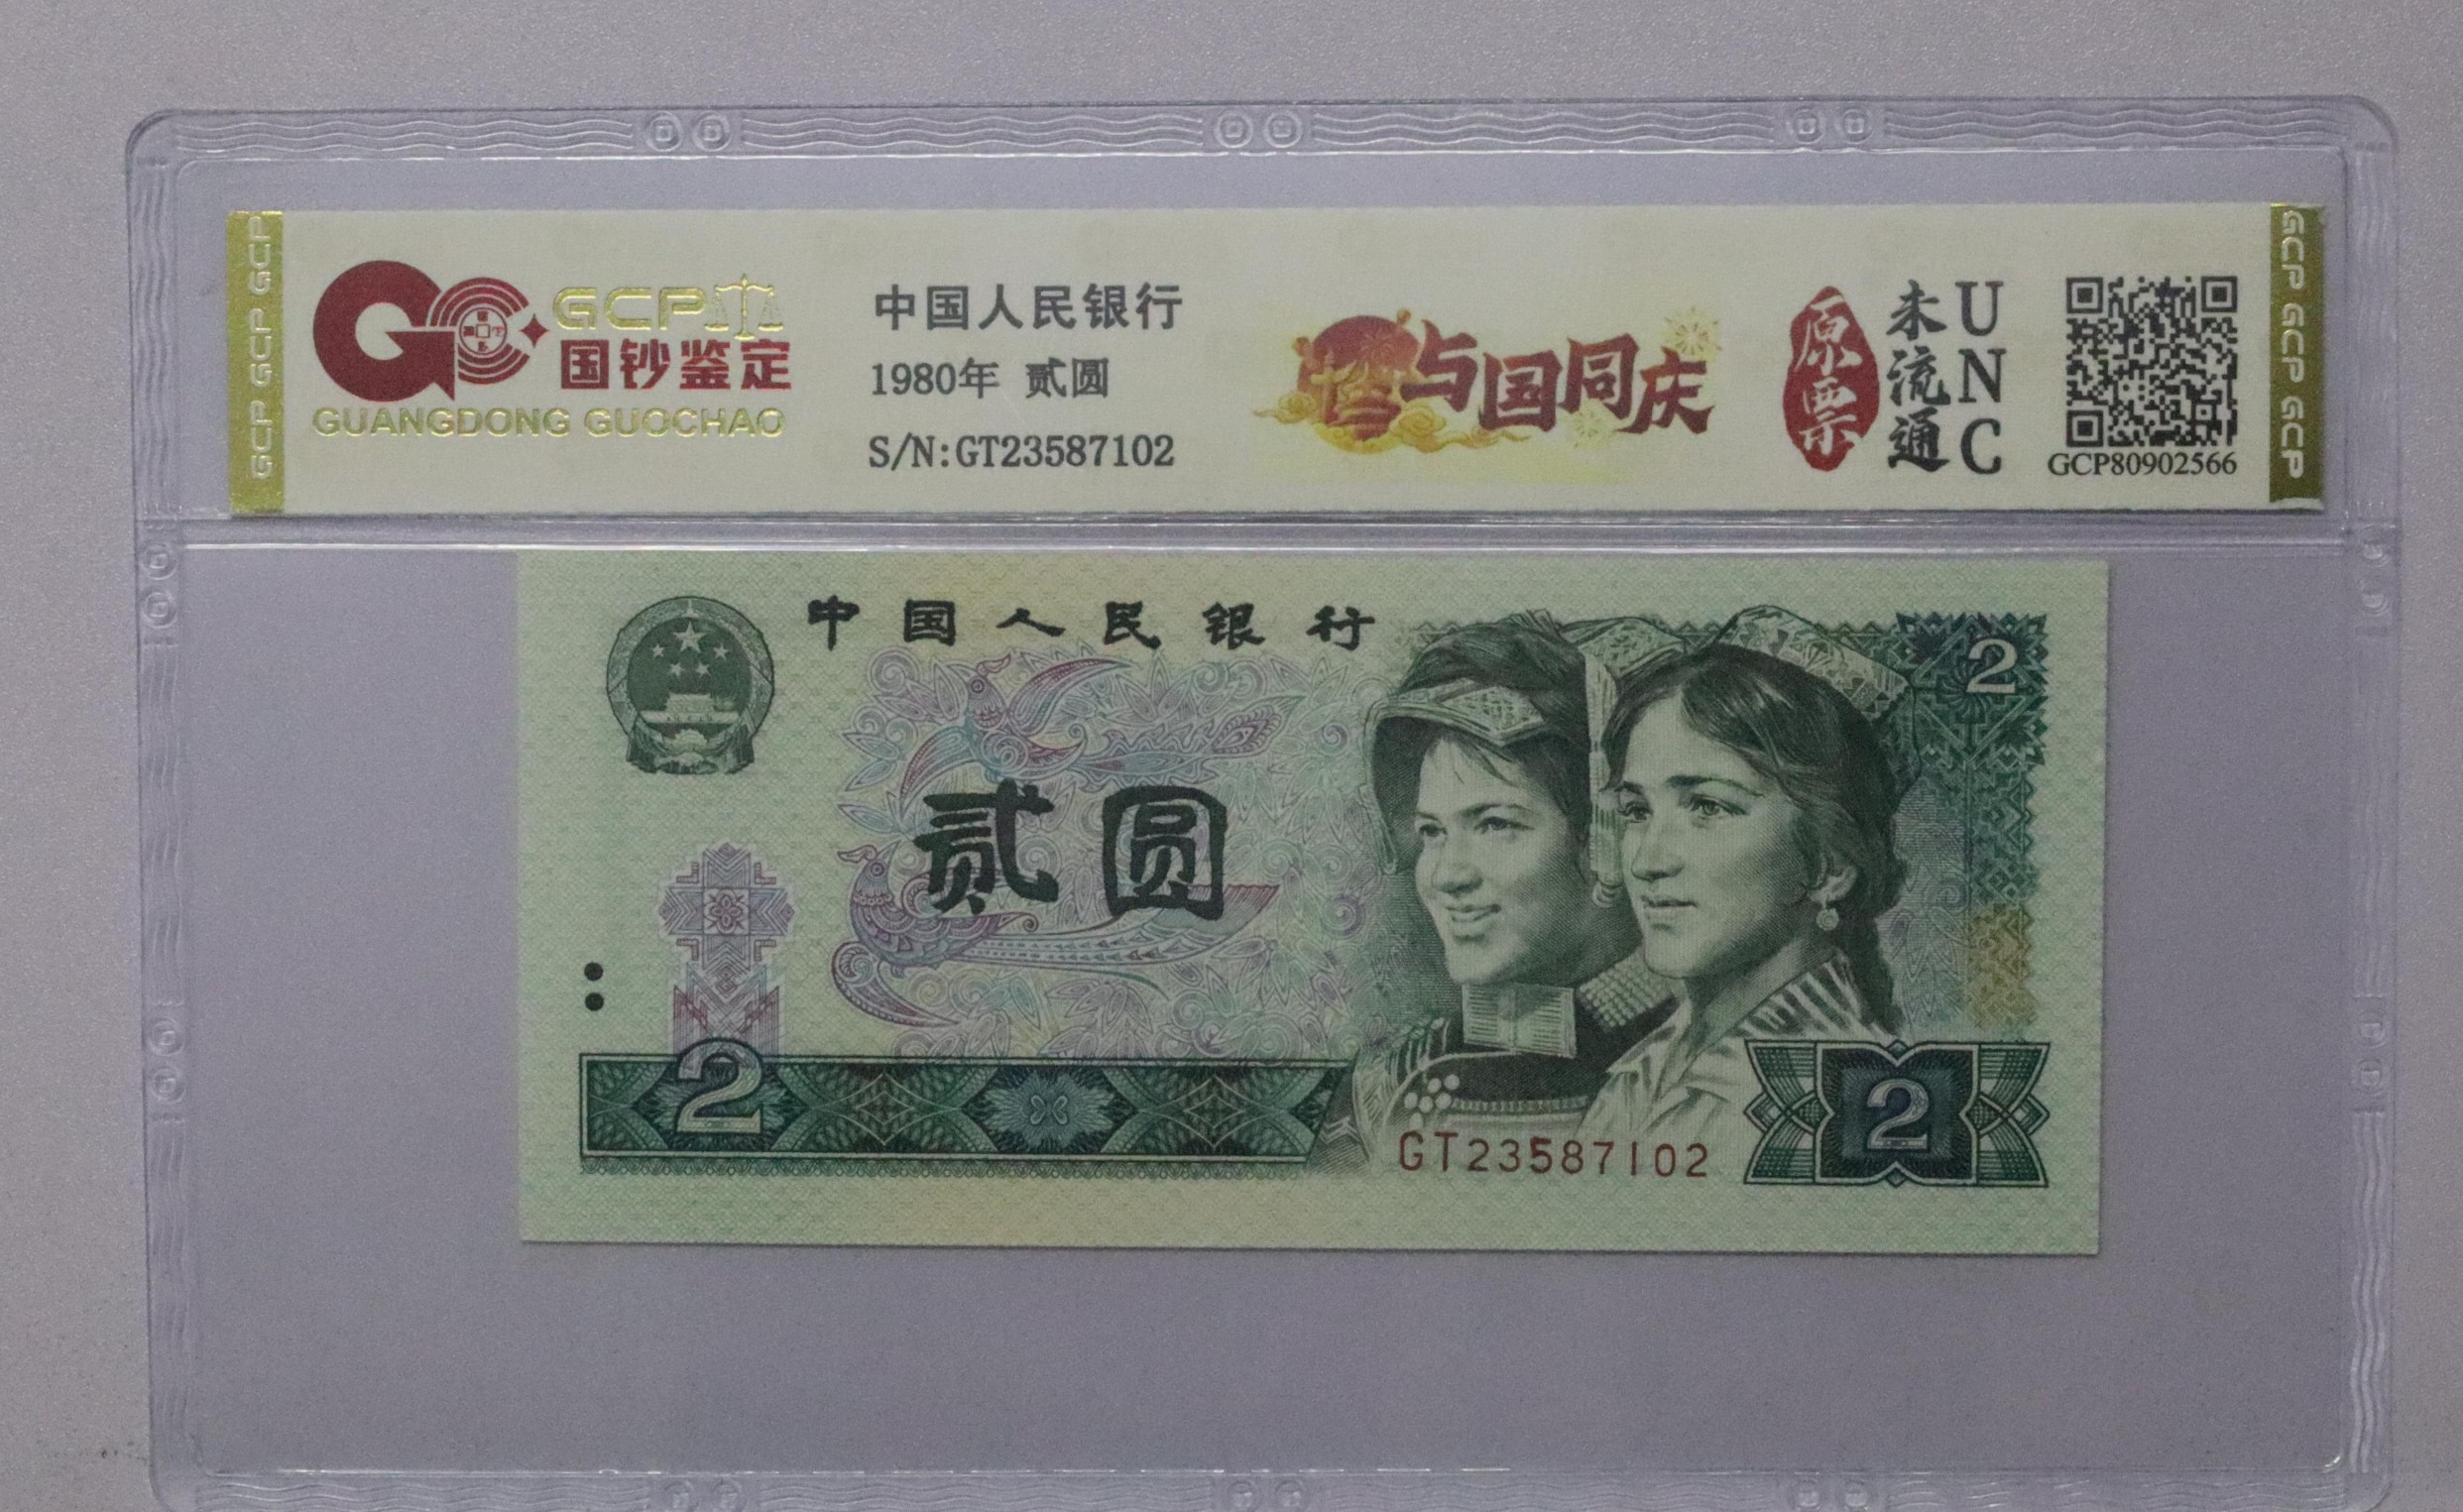 GCP GCP GCP
GCP
国钞鉴定
GUANGDONG GUOCHAO
中国人民银行
1980年 贰圆
S/N:GT23587102
与国同庆
原票
未流通
UNC
GCP80902566
GCP GCP GCP
中国人民银行
2
贰圆
2
GT23587102
2